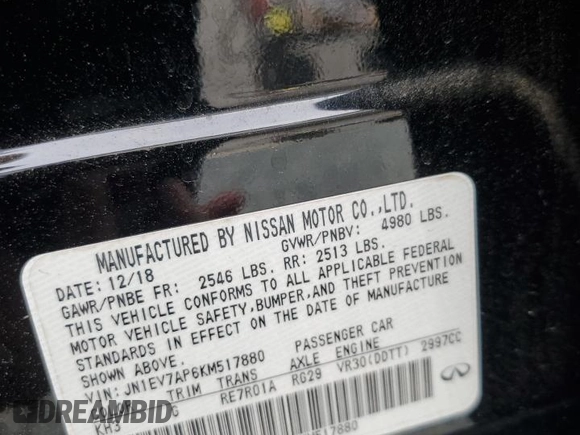 MANUFACTURED BY NISSAN MOTOR CO.,LTD.
DATE: 12/18 GVWR/PNBV: 4980 LBS.
GAWR/PNBE FR: 2546 LBS. RR: 2513 LBS.
THIS VEHICLE CONFORMS TO ALL APPLICABLE FEDERAL
MOTOR VEHICLE SAFETY,BUMPER,AND THEFT PREVENTION
STANDARDS IN EFFECT ON THE DATE OF MANUFACTURE
SHOWN ABOVE.
VIN: JN1EV7AP6KM517880 PASSENGER CAR
TRIM TRANS AXLE ENGINE
KH3 G RE7R01A RG29 VR30(DDTT) 2997CC
INFINITI
517880
DREAMBID